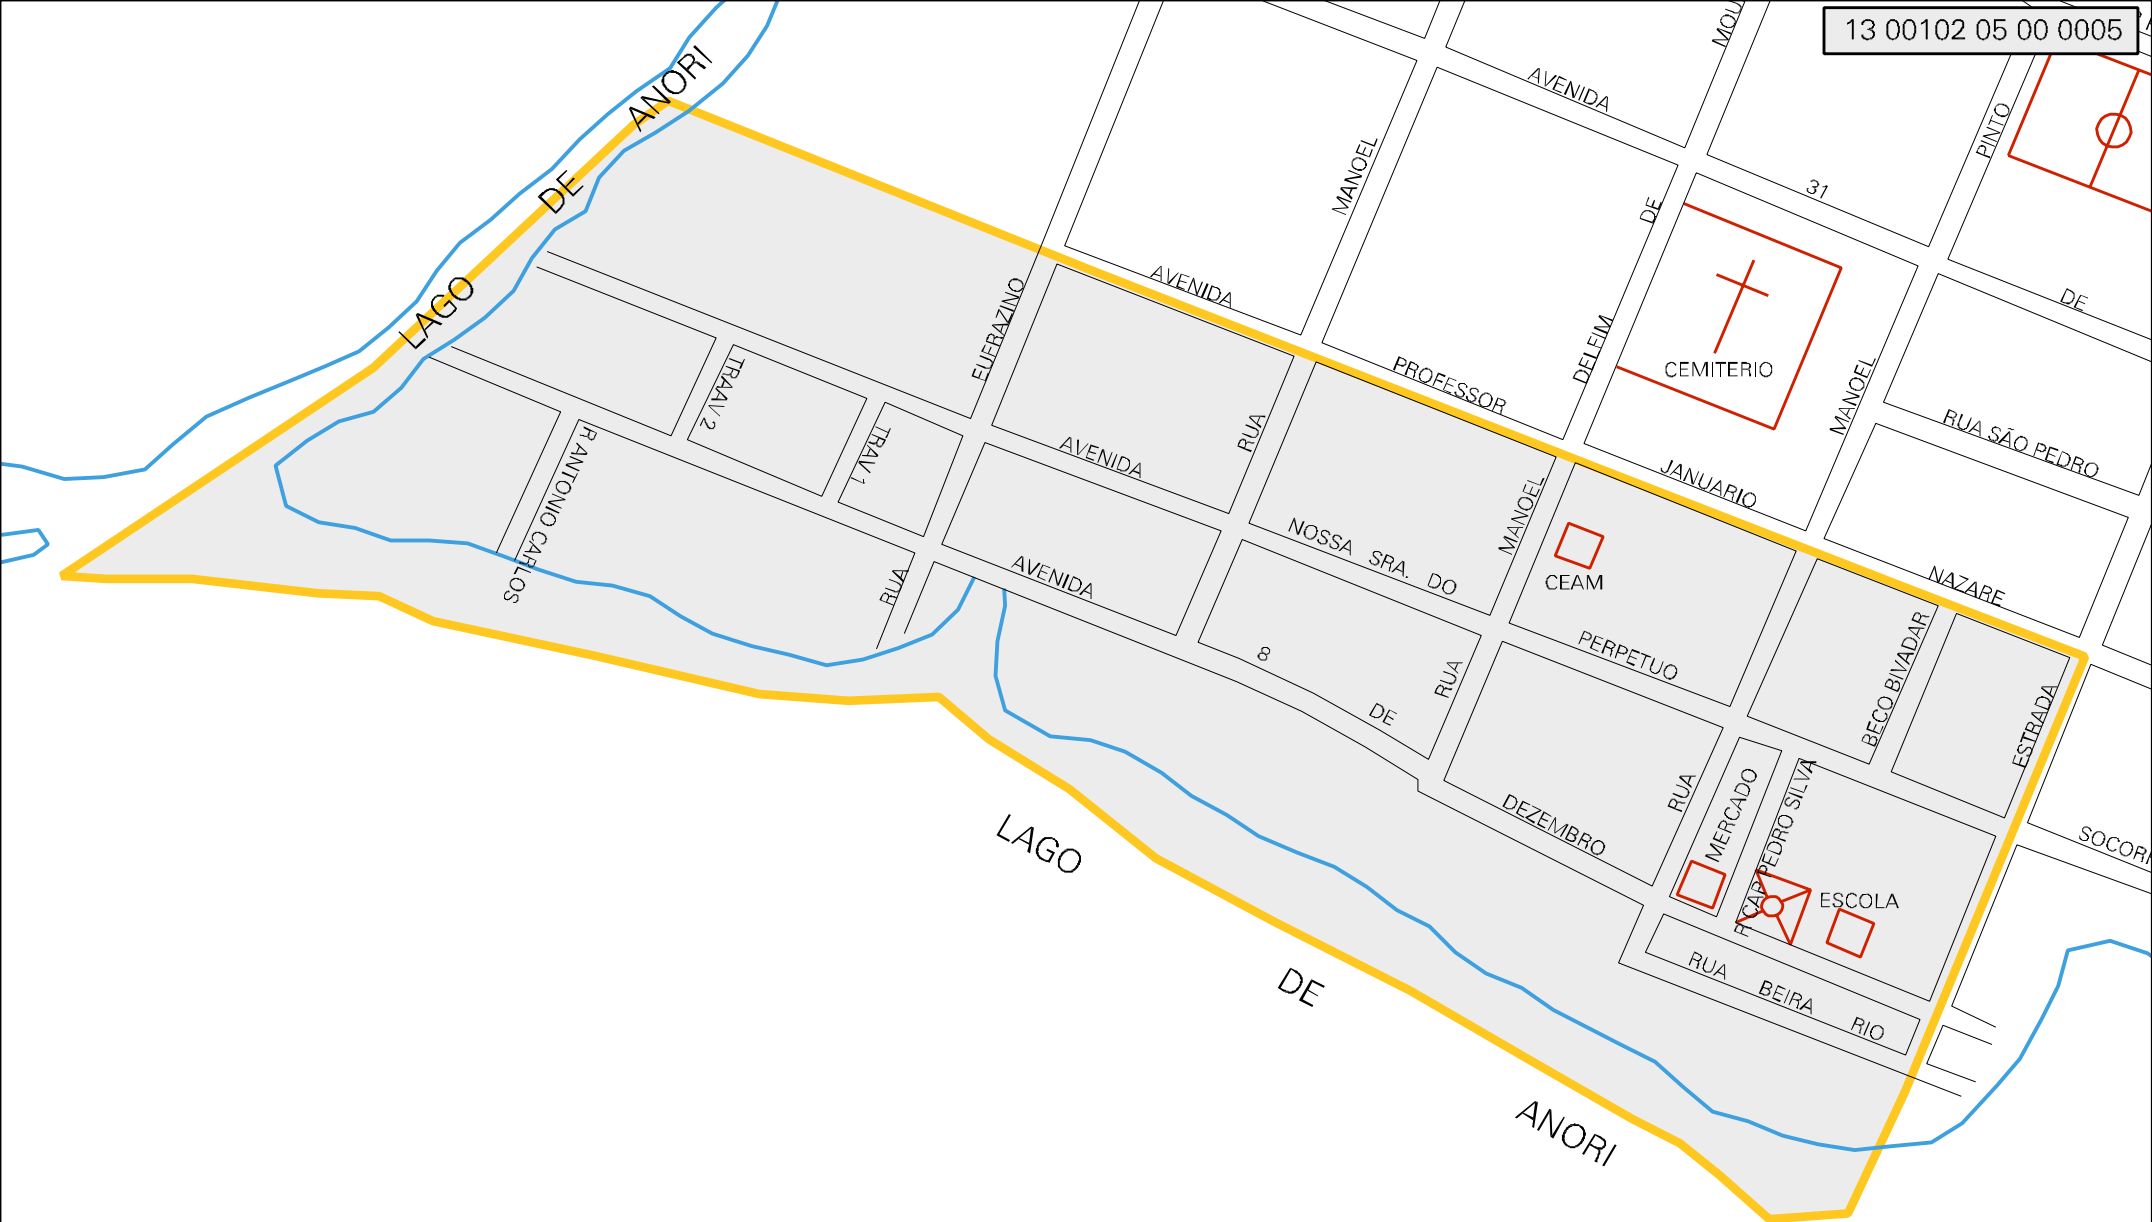 13 00102 05 00 0005
MOU
AVENIDA
31
DE
PINTO
MANOEL
DE
DELFIM
CEMITERIO
MANOEL
RUA SÃO PEDRO
LAGO DE ANORI
AVENIDA
PROFESSOR
JANUARIO
NAZARE
EUFRAZINO
RUA
MANOEL
TRAAV 2
TRAV 1
R ANTONIO CARLOS
AVENIDA
NOSSA SRA. DO
PERPETUO
SOCORR
CEAM
BECO BIVADAR
ESTRADA
RUA
AVENIDA
8
DE
DEZEMBRO
RUA
RUA
MERCADO
R CAP PEDRO SILVA
ESCOLA
RUA BEIRA RIO
LAGO
DE
ANORI